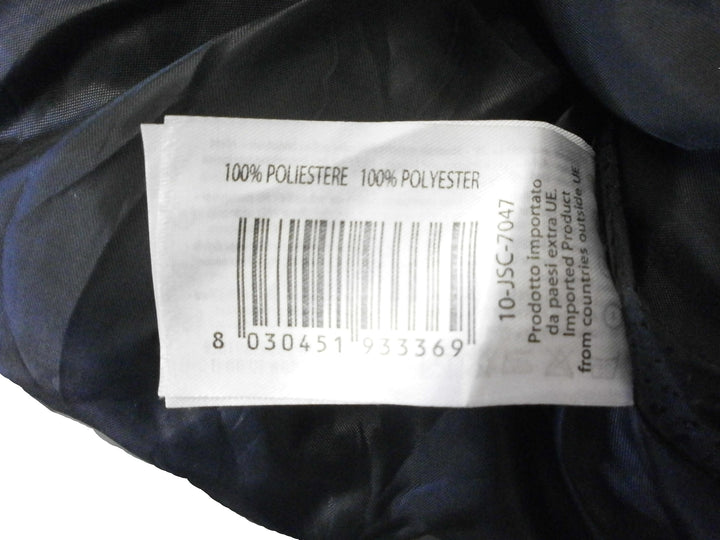 100% POLIESTERE 100% POLYESTER
8 030451 933369
10-JSC-7047
Prodotto importato
da paesi extra UE.
Imported Product
from countries outside UE